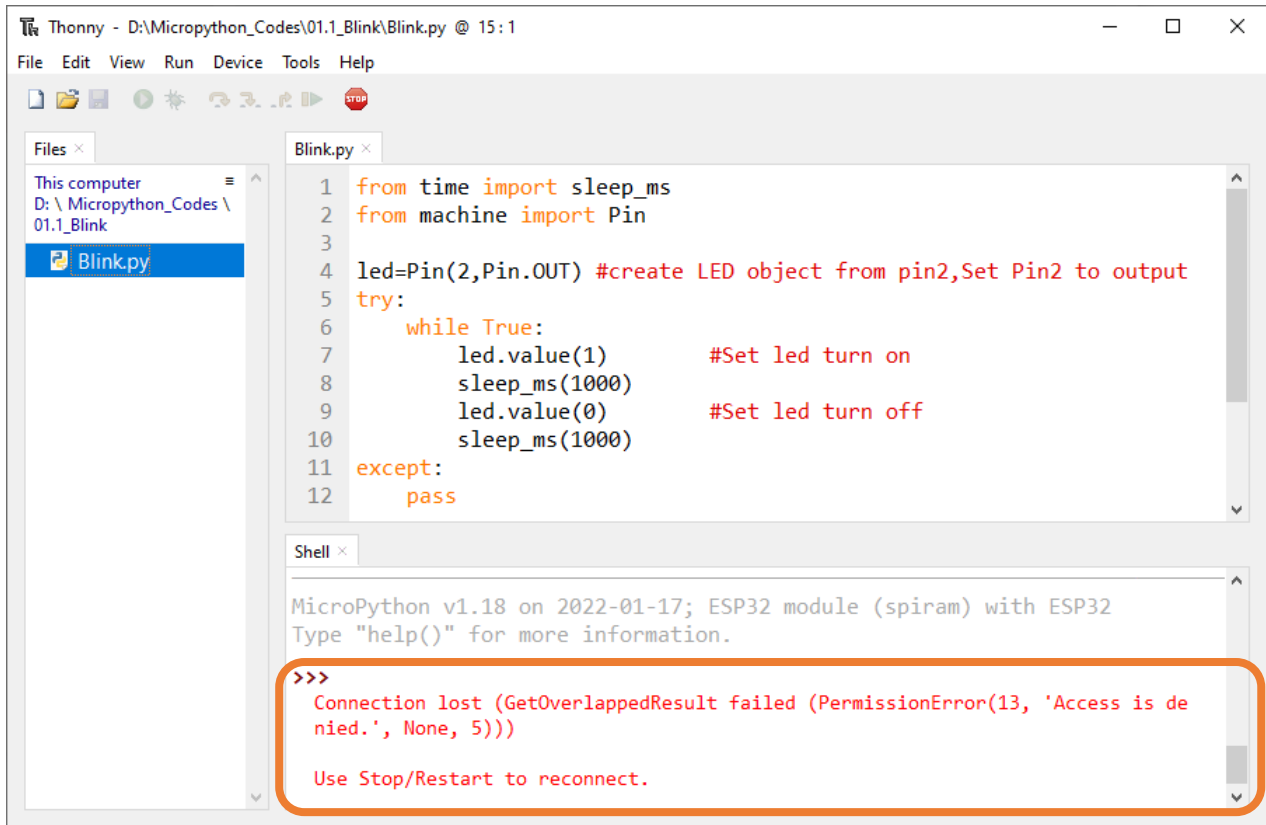 Thonny - D:\Micropython_Codes\01.1_Blink\Blink.py @ 15:1
File Edit View Run Device Tools Help
STOP
Files
This computer
D: \ Micropython_Codes \
01.1_Blink
Blink.py
Blink.py
1 from time import sleep_ms
2 from machine import Pin
3
4 led=Pin(2,Pin.OUT) #create LED object from pin2,Set Pin2 to output
5 try:
6     while True:
7         led.value(1)        #Set led turn on
8         sleep_ms(1000)
9         led.value(0)        #Set led turn off
10         sleep_ms(1000)
11 except:
12     pass
Shell
MicroPython v1.18 on 2022-01-17; ESP32 module (spiram) with ESP32
Type "help()" for more information.
>>>
Connection lost (GetOverlappedResult failed (PermissionError(13, 'Access is de
nied.', None, 5)))
Use Stop/Restart to reconnect.